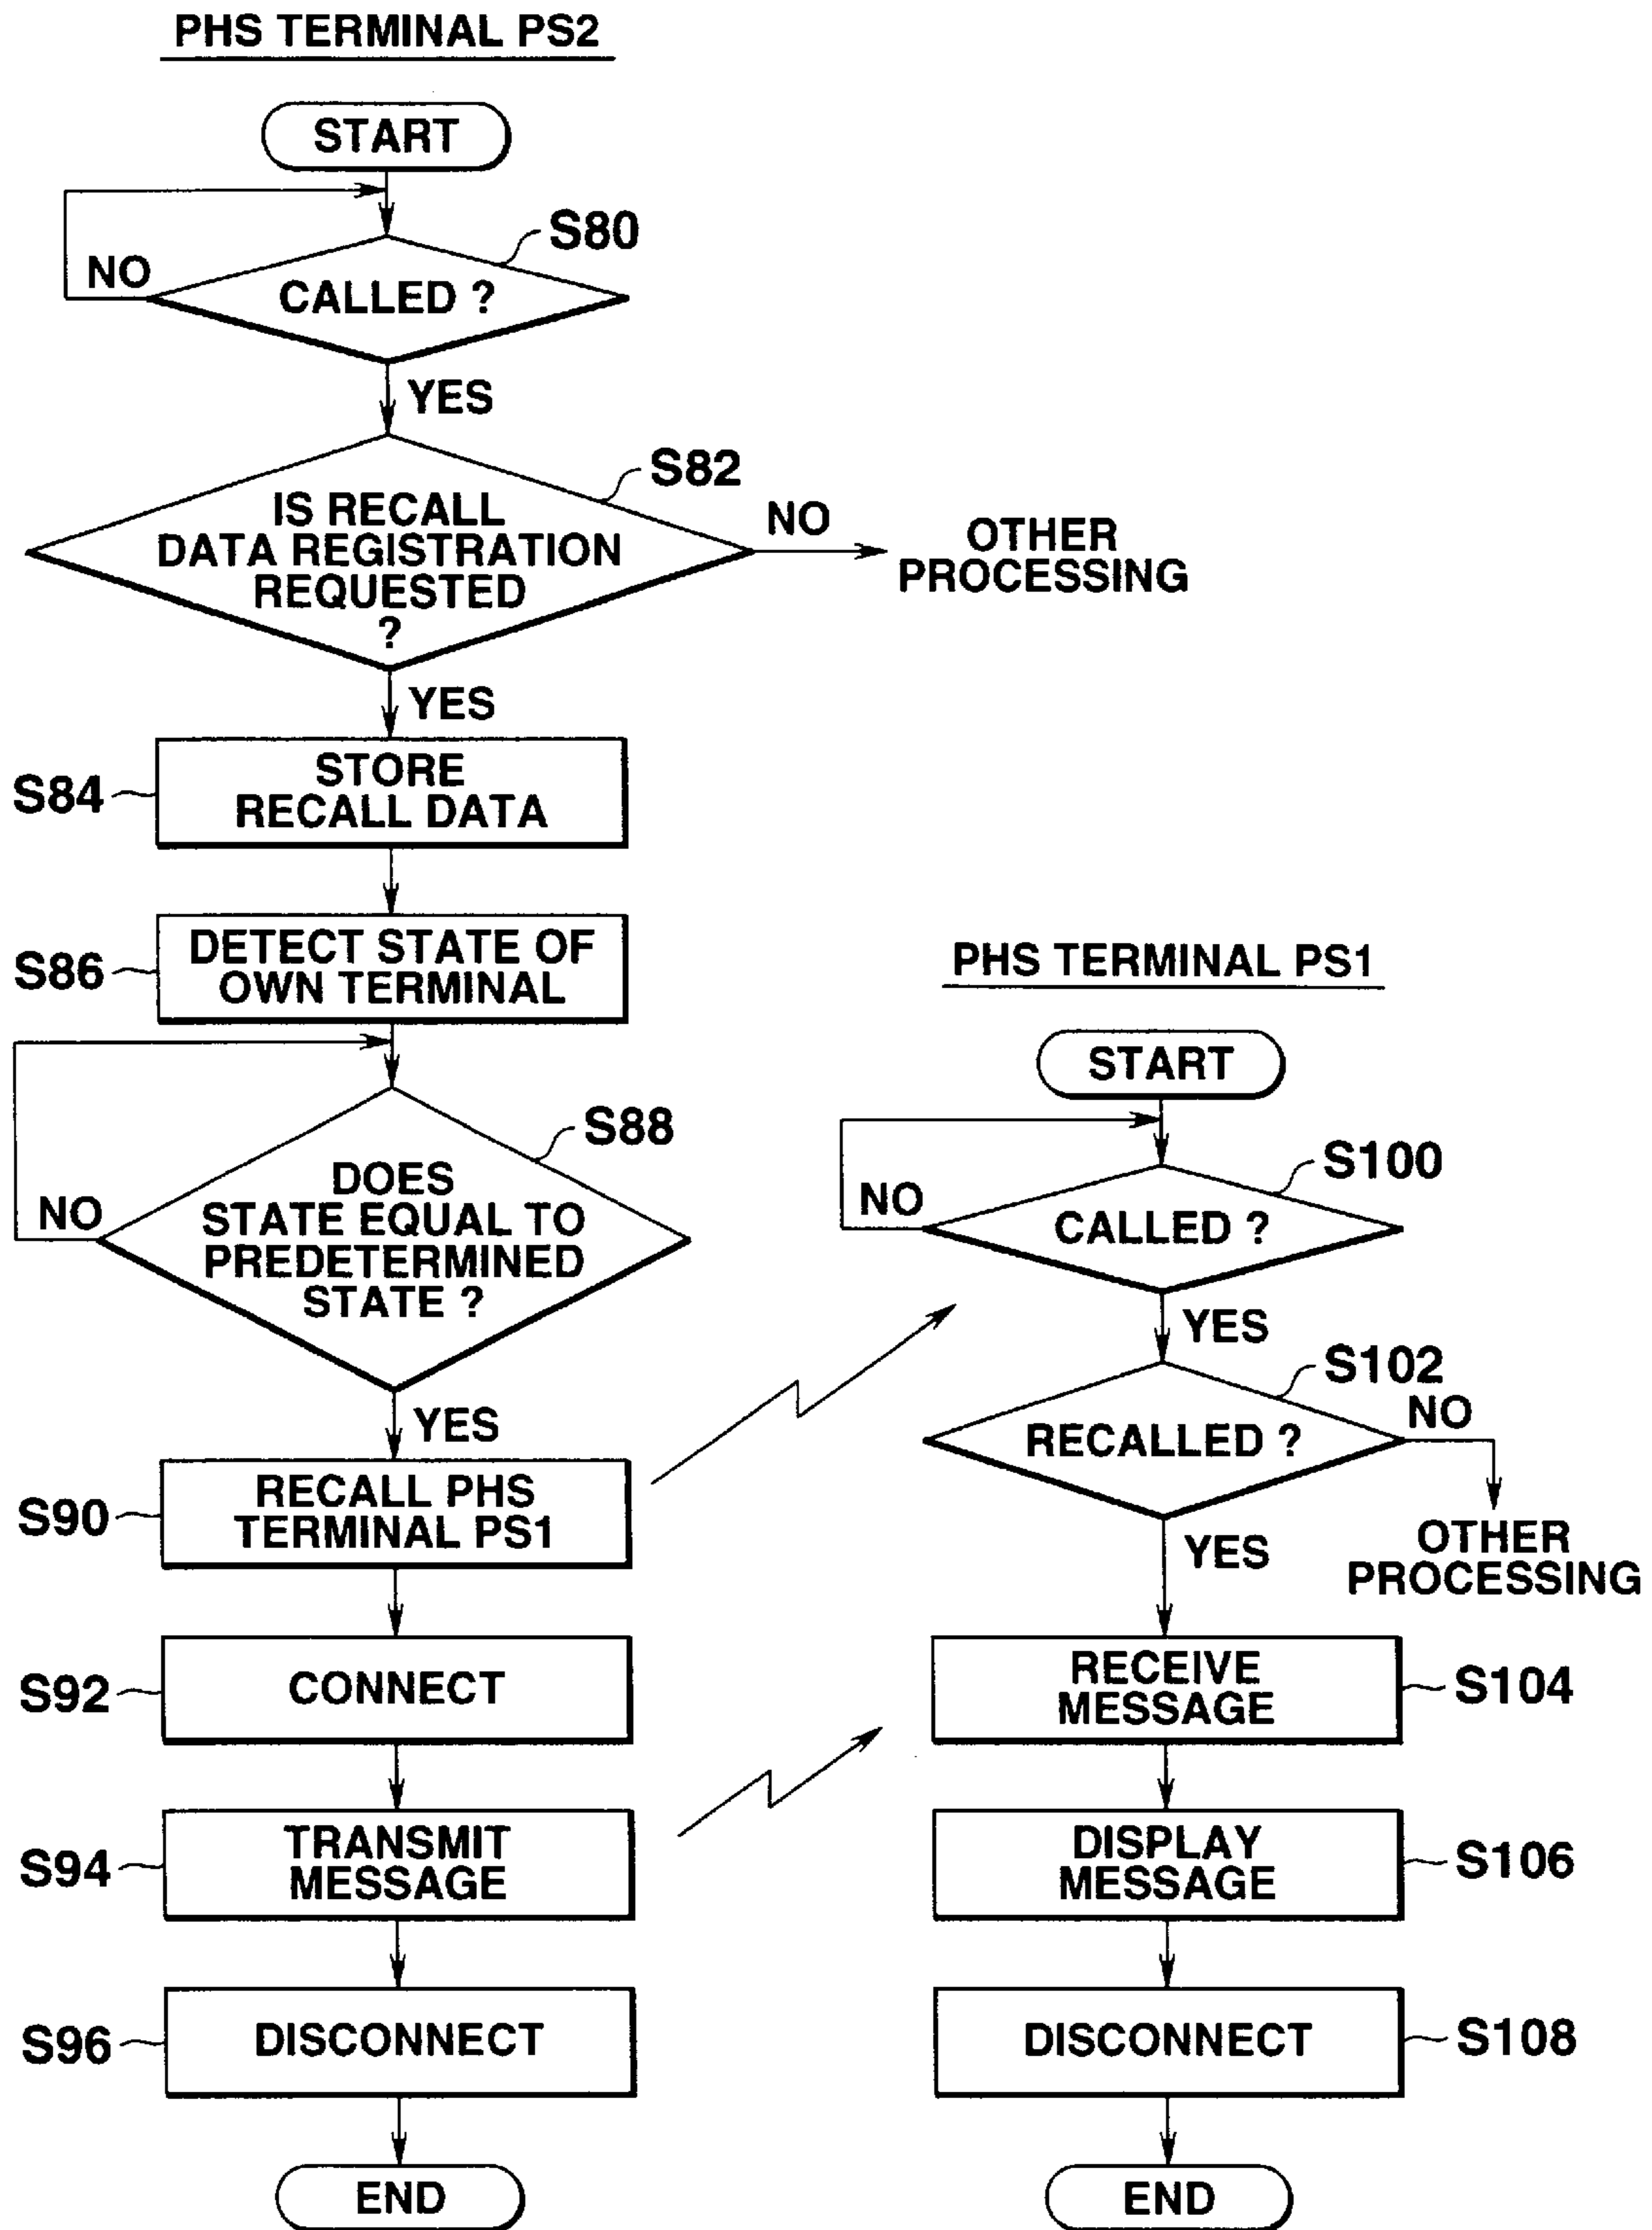 PHS TERMINAL PS2
START
S80
NO
CALLED ?
YES
S82
IS RECALL
DATA REGISTRATION
REQUESTED
?
NO
OTHER
PROCESSING
YES
S84
STORE
RECALL DATA
S86
DETECT STATE OF
OWN TERMINAL
S88
DOES
STATE EQUAL TO
PREDETERMINED
STATE ?
NO
YES
S90
RECALL PHS
TERMINAL PS1
S92
CONNECT
S94
TRANSMIT
MESSAGE
S96
DISCONNECT
END
PHS TERMINAL PS1
START
S100
NO
CALLED ?
YES
S102
RECALLED ?
NO
OTHER
PROCESSING
YES
RECEIVE
MESSAGE
S104
DISPLAY
MESSAGE
S106
DISCONNECT
S108
END